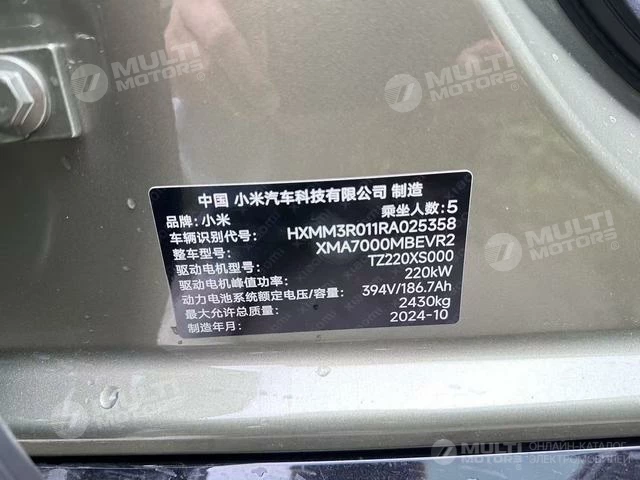 MULTI
MOTORS
MULTI
MOTORS
中国 小米汽车科技有限公司 制造
品牌: 小米 乘坐人数: 5
车辆识别代号: HXMM3R011RA025358
整车型号: XMA7000MBEVR2
驱动电机型号: TZ220XS000
驱动电机峰值功率: 220kW
动力电池系统额定电压/容量: 394V/186.7Ah
最大允许总质量: 2430kg
制造年月: 2024-10
MULTI
MOTORS
MULTI
MOTORS
ОНЛАЙН-КАТАЛОГ
ЭЛЕКТРОМОБИЛЕЙ